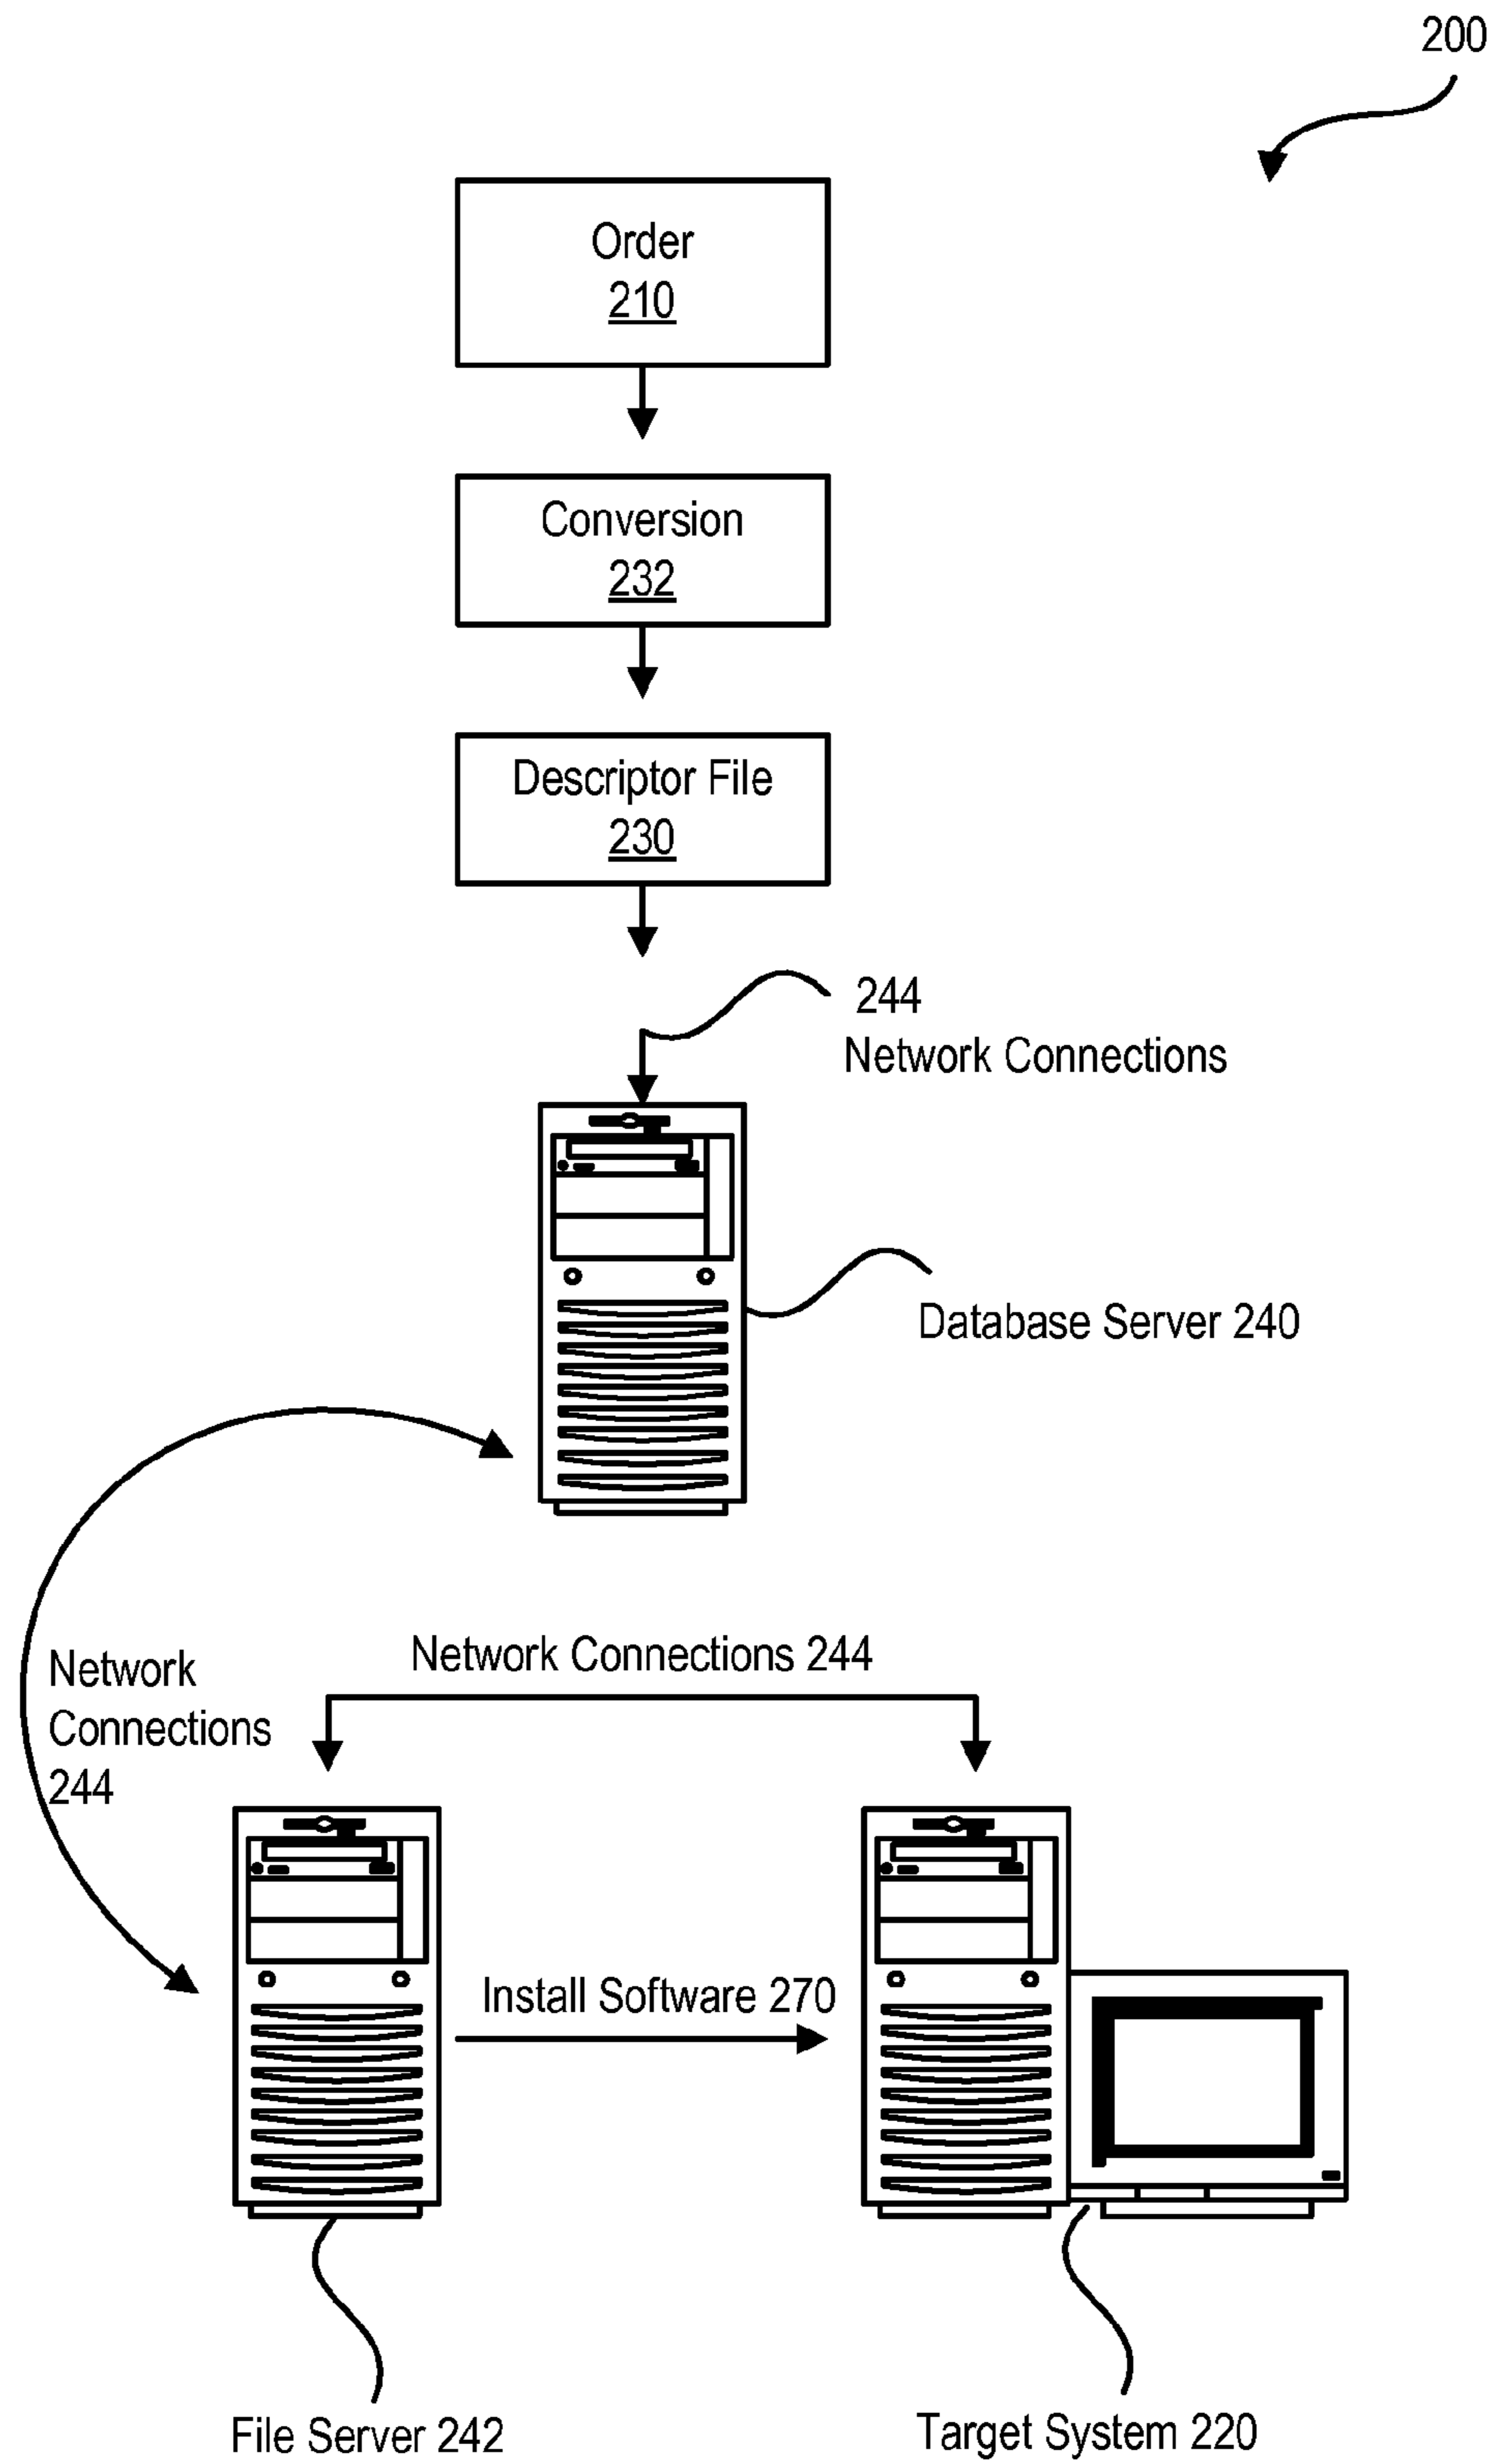 200
Order
210
Conversion
232
Descriptor File
230
244
Network Connections
Database Server 240
Network Connections 244
Network
Connections
244
Install Software 270
File Server 242
Target System 220